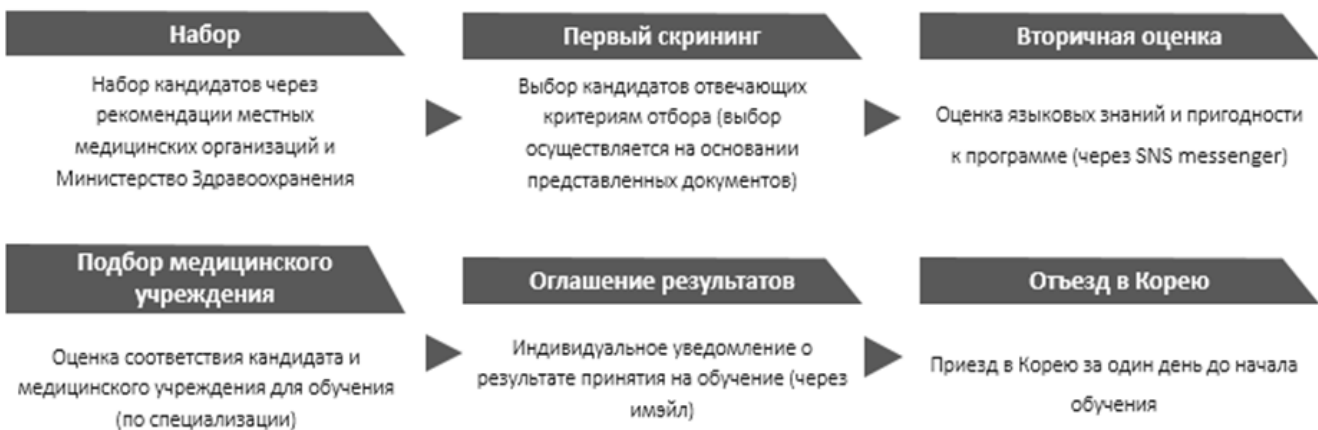 Набор
Набор кандидатов через
рекомендации местных
медицинских организаций и
Министерство Здравоохранения
Первый скрининг
Выбор кандидатов отвечающих
критериям отбора (выбор
осуществляется на основании
представленных документов)
Вторичная оценка
Оценка языковых знаний и пригодности
к программе (через SNS messenger)
Подбор медицинского
учреждения
Оценка соответствия кандидата и
медицинского учреждения для обучения
(по специализации)
Оглашение результатов
Индивидуальное уведомление о
результате принятия на обучение (через
имэйл)
Отъезд в Корею
Приезд в Корею за один день до начала
обучения